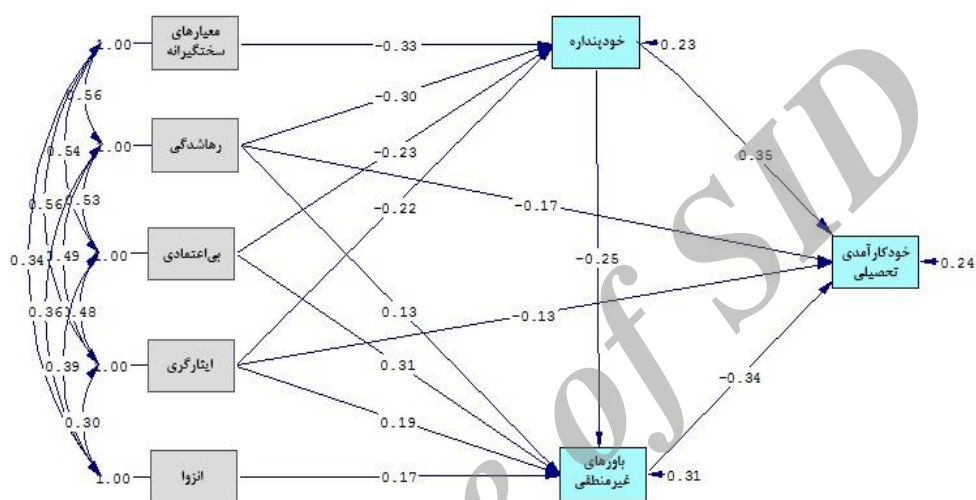 1.00
معیارهای
سختگیرانه
-0.33
خودپنداره
0.23
0.56
-0.30
1.00
رهاشدگی
-0.23
0.54
0.35
-0.22
0.53
-0.17
0.56
1.00
بی‌اعتمادی
-0.25
خودکارآمدی
تحصیلی
0.24
0.34
0.49
0.36
0.48
0.13
-0.13
1.00
ایثارگری
0.39
0.31
-0.34
0.30
0.19
1.00
انزوا
-0.17
باورهای
غیرمنطقی
0.31
of SID